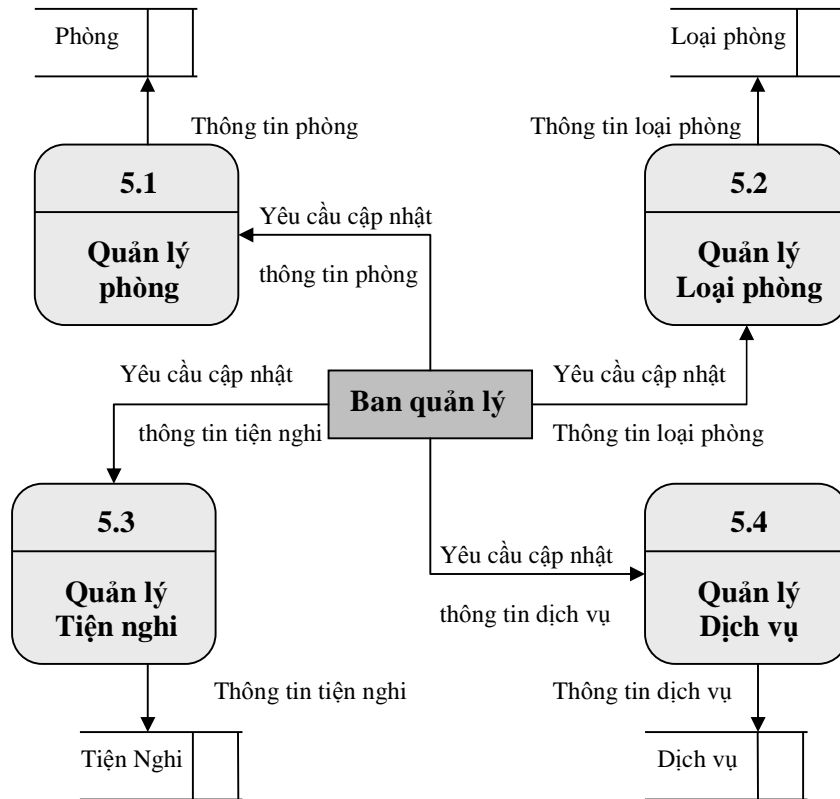 Phòng
Loại phòng
Thông tin phòng
Thông tin loại phòng
5.1
Quản lý
phòng
5.2
Quản lý
Loại phòng
Yêu cầu cập nhật
thông tin phòng
Yêu cầu cập nhật
thông tin tiện nghi
Ban quản lý
Yêu cầu cập nhật
Thông tin loại phòng
5.3
Quản lý
Tiện nghi
5.4
Quản lý
Dịch vụ
Yêu cầu cập nhật
thông tin dịch vụ
Thông tin tiện nghi
Thông tin dịch vụ
Tiện Nghi
Dịch vụ